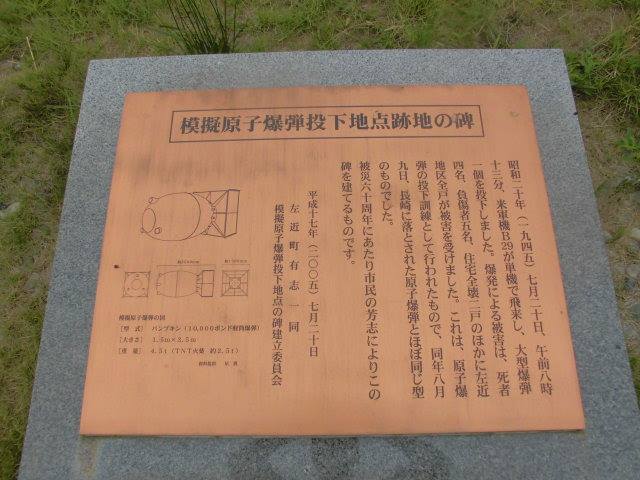 模擬原子爆弾投下地点跡地の碑
昭和二十年（一九四五）七月二十日、午前八時
十三分、米軍機B29が単機で飛来し、大型爆弾
一個を投下しました。爆発による被害は、死者
四名、負傷者五名、住宅全壊三戸のほかに左近
地区全戸が被害を受けました。これは、原子爆
弾の投下訓練として行われたもので、同年八月
九日、長崎に落とされた原子爆弾とほぼ同じ型
のものでした。
被災六十周年にあたり市民の芳志によりこの
碑を建てるものです。
平成十七年（二〇〇五）七月二十日
左近町有志一同
模擬原子爆弾投下地点の碑建立委員会
模擬原子爆弾の図
［型 式］ パンプキン（10,000ポンド軽筒爆弾）
［大きさ］ 1.5m×3.5m
［重 量］ 4.5t（TNT火薬 約2.5t）